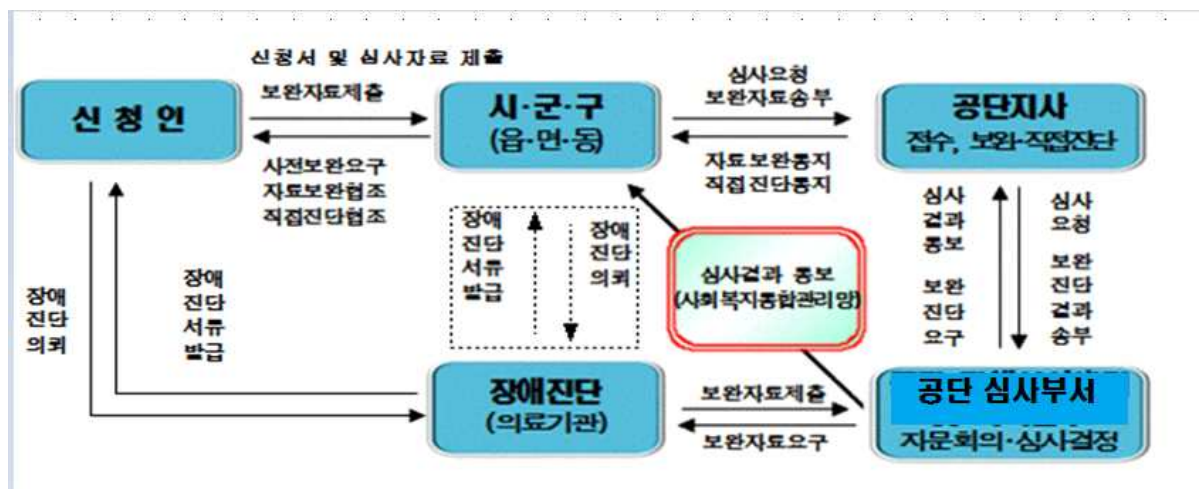 신청서 및 심사자료 제출
보완자료제출
신 청 인
사전보완요구
자료보완협조
직접진단협조
시·군·구
(읍·면·동)
심사요청
보완자료송부
자료보완통지
직접진단통지
공단지사
접수, 보완·직접진단
장애
진단
의뢰
장애
진단
서류
발급
장애
진단
서류
발급
장애
진단
의뢰
심사결과 통보
(사회복지통합관리망)
심사
결과
통보
보완
진단
요구
심사
요청
보완
진단
결과
송부
장애진단
(의료기관)
보완자료제출
보완자료요구
공단 심사부서
자문회의·심사결정